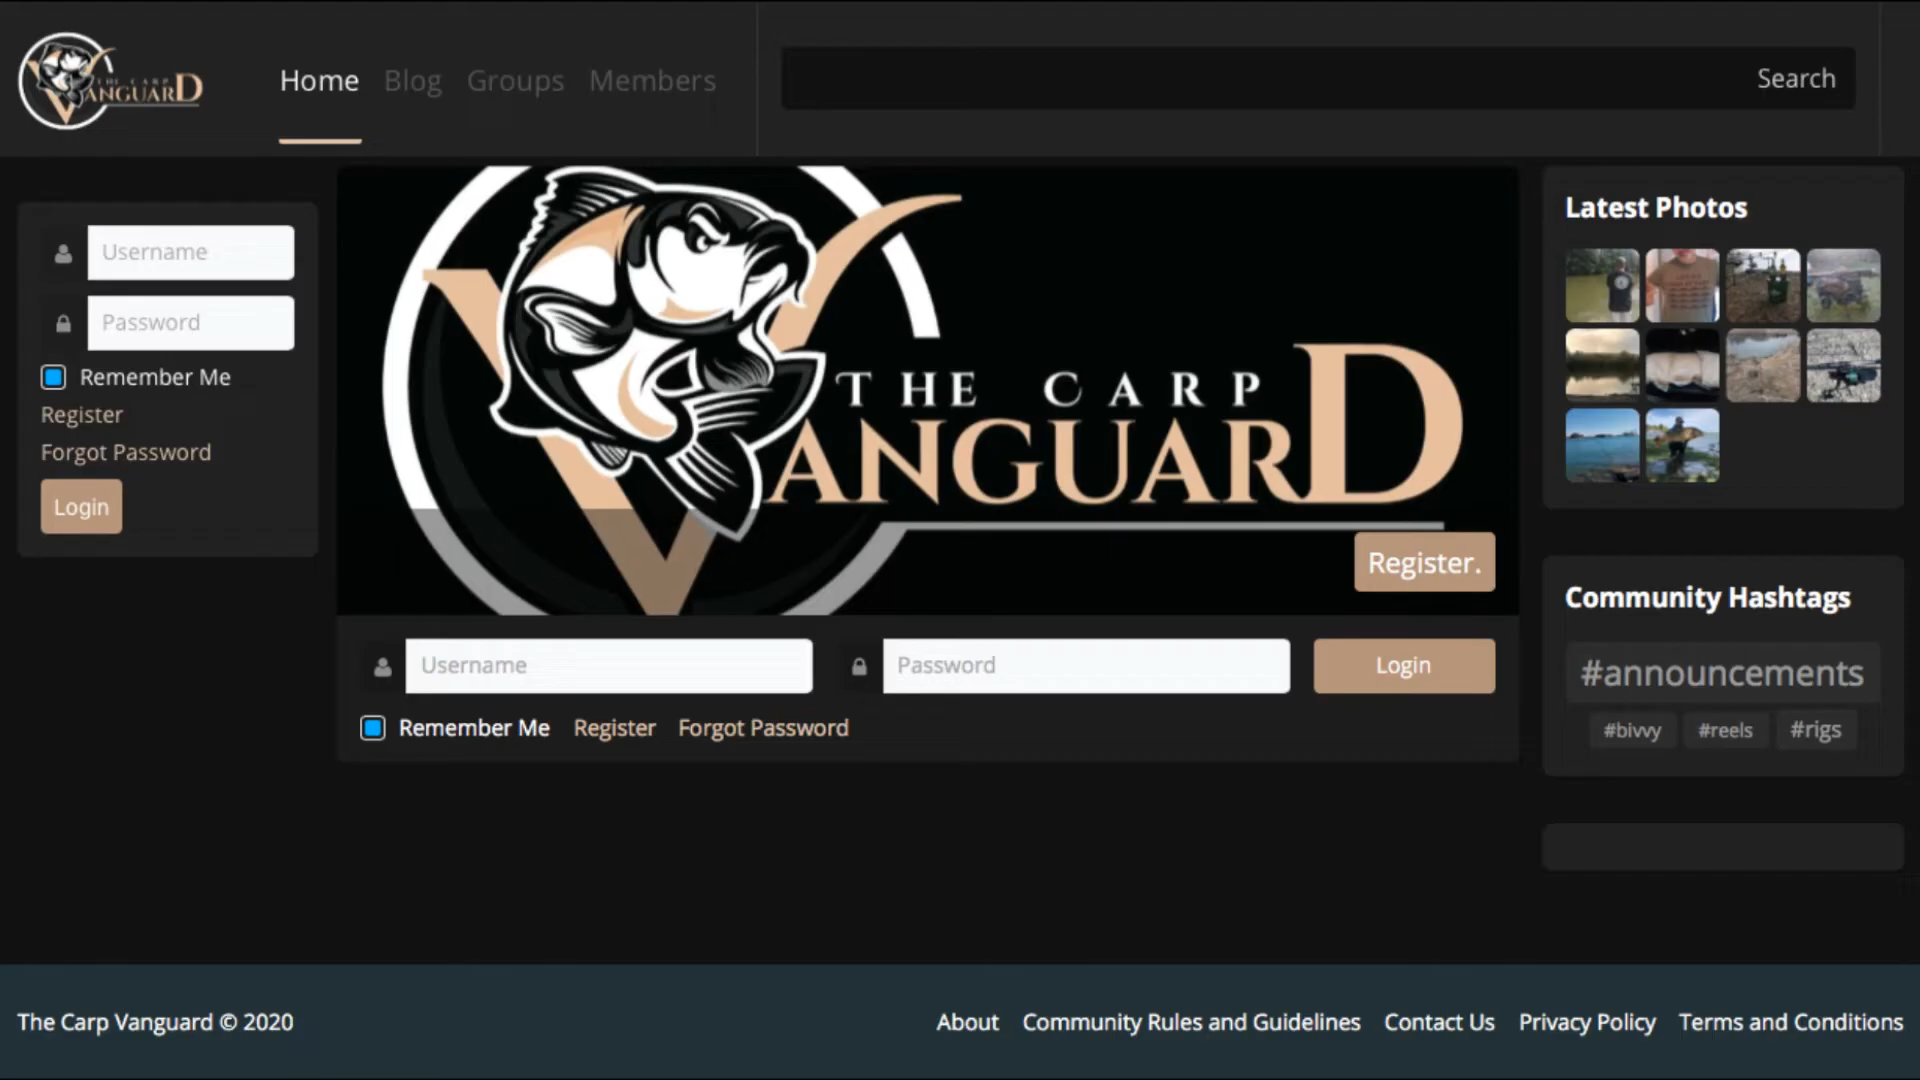 THE CARP
VANGUARD
Home Blog Groups Members
Search
Username
Password
Remember Me
Register
Forgot Password
Login
THE CARP
VANGUARD
Register.
Username Password Login
Remember Me Register Forgot Password
Latest Photos
Community Hashtags
#announcements
#bivvy #reels #rigs
The Carp Vanguard © 2020
About Community Rules and Guidelines Contact Us Privacy Policy Terms and Conditions